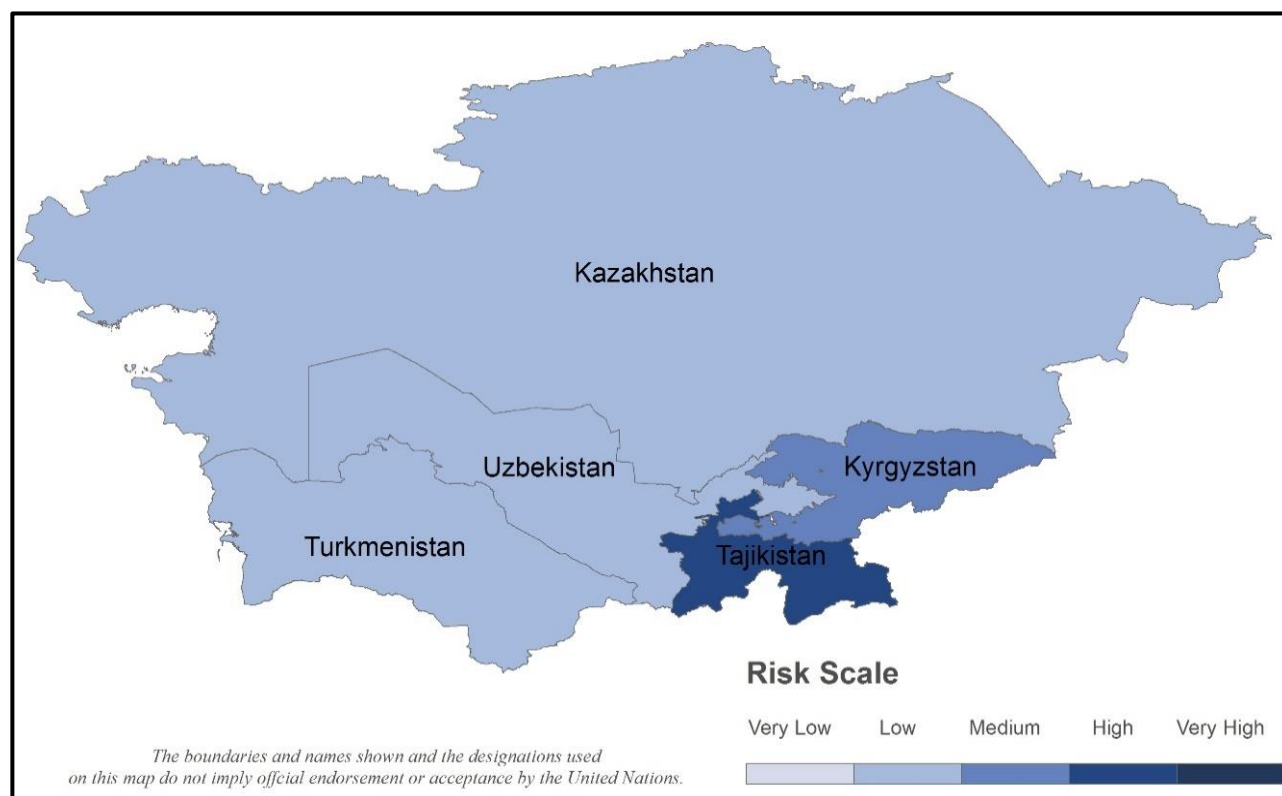 Kazakhstan
Uzbekistan
Kyrgyzstan
Turkmenistan
Tajikistan
Risk Scale
Very Low Low Medium High Very High
The boundaries and names shown and the designations used
on this map do not imply offcial endorsement or acceptance by the United Nations.